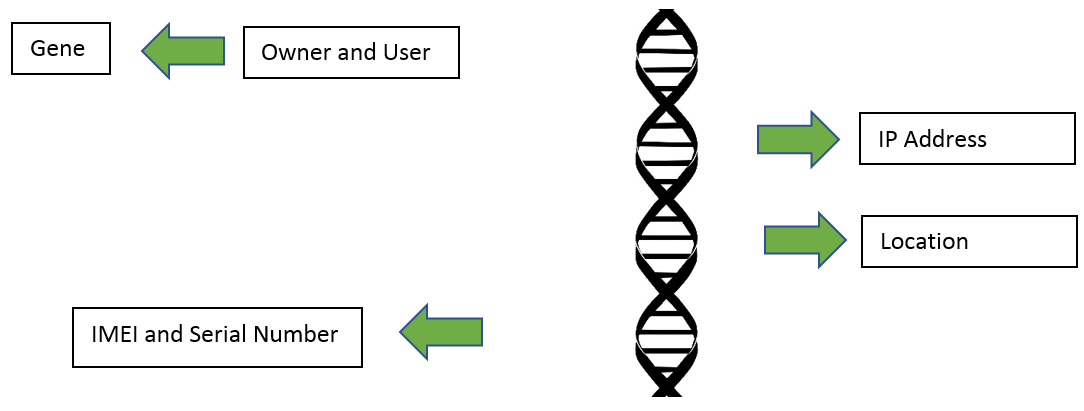 Gene
Owner and User
IP Address
Location
IMEI and Serial Number